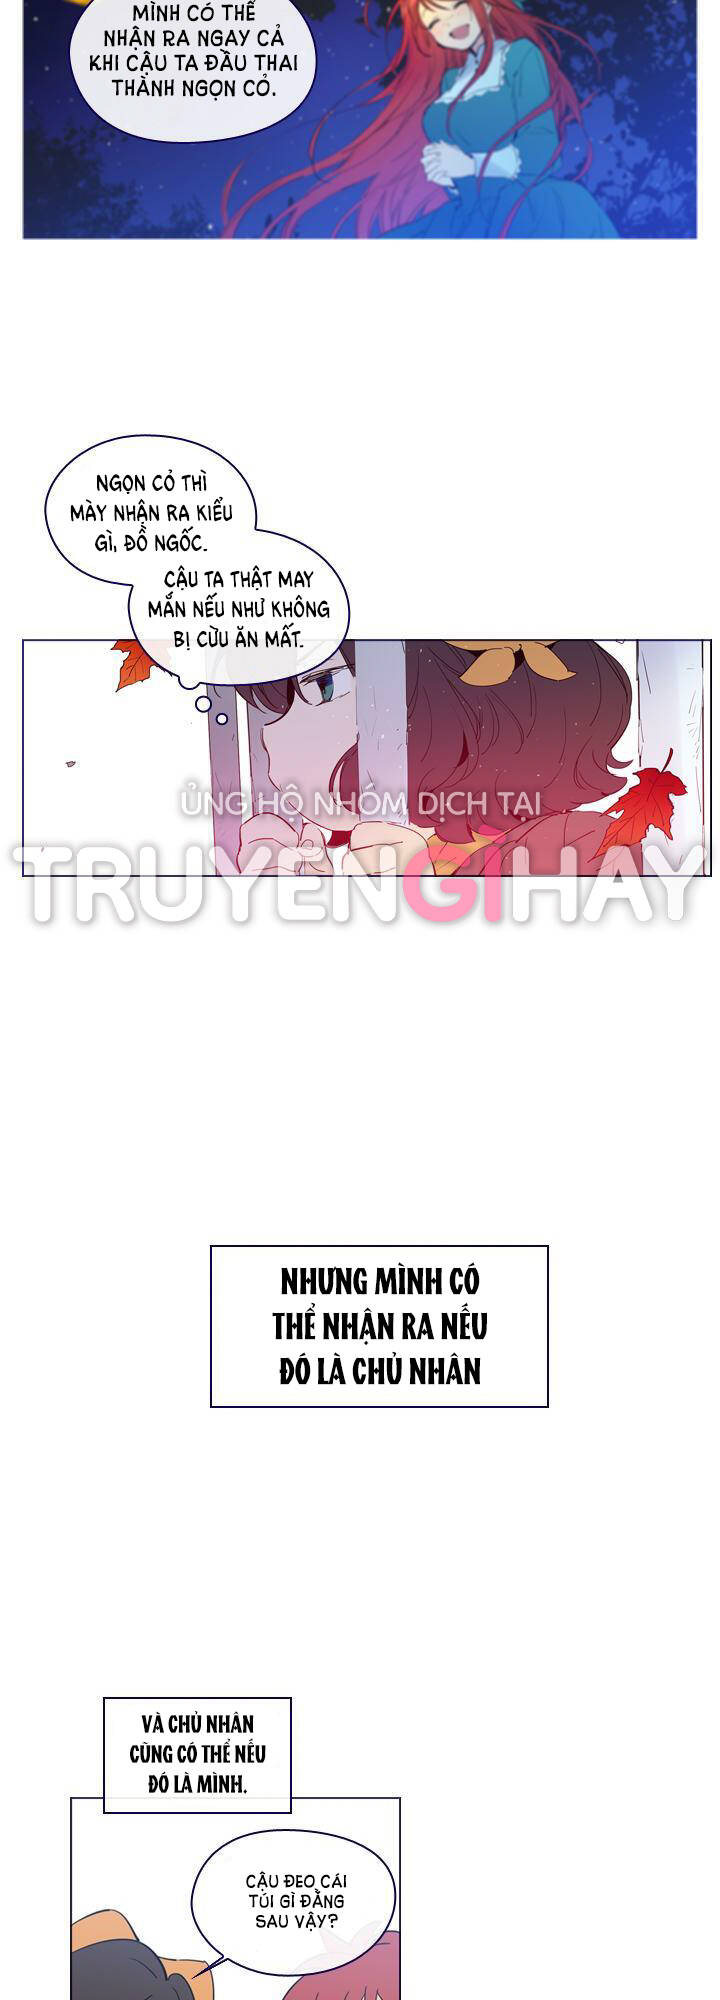 MÌNH CÓ THỂ
NHẬN RA NGAY CẢ
KHI CẬU TA ĐẦU THAI
THÀNH NGỌN CỎ.
NGỌN CỎ THÌ
MÀY NHẬN RA KIỂU
GÌ, ĐỒ NGỐC.
CẬU TA THẬT MAY
MẮN NẾU NHƯ KHÔNG
BỊ CỪU ĂN MẤT.
ỦNG HỘ NHÓM DỊCH TẠI
TRUYENGIHAY
NHƯNG MÌNH CÓ
THỂ NHẬN RA NẾU
ĐÓ LÀ CHỦ NHÂN
VÀ CHỦ NHÂN
CŨNG CÓ THỂ NẾU
ĐÓ LÀ MÌNH.
CẬU ĐEO CÁI
TÚI GÌ ĐẰNG
SAU VẬY?